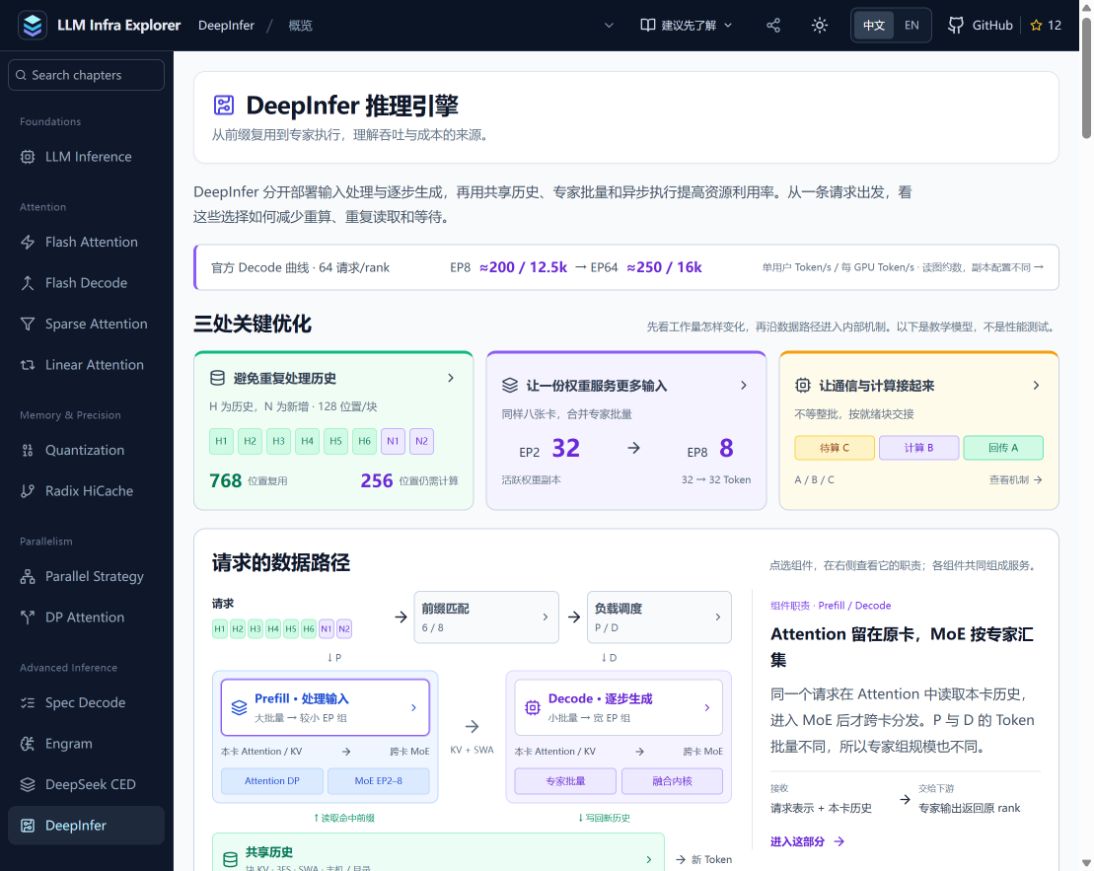 LLM Infra Explorer
DeepInfer / 概览
建议先了解
中文
EN
GitHub
12
Search chapters
Foundations
LLM Inference
Attention
Flash Attention
Flash Decode
Sparse Attention
Linear Attention
Memory & Precision
Quantization
Radix HiCache
Parallelism
Parallel Strategy
DP Attention
Advanced Inference
Spec Decode
Engram
DeepSeek CED
DeepInfer
DeepInfer 推理引擎
从前缀复用到专家执行，理解吞吐与成本的来源。
DeepInfer 分开部署输入处理与逐步生成，再用共享历史、专家批量和异步执行提高资源利用率。从一条请求出发，看
这些选择如何减少重算、重复读取和等待。
官方 Decode 曲线 · 64 请求/rank
EP8 ≈200 / 12.5k → EP64 ≈250 / 16k
单用户 Token/s / 每 GPU Token/s · 读图约数，副本配置不同 →
三处关键优化
先看工作量怎样变化，再沿数据路径进入内部机制。以下是教学模型，不是性能测试。
避免重复处理历史
H 为历史，N 为新增 · 128 位置/块
H1 H2 H3 H4 H5 H6 N1 N2
768 位置复用
256 位置仍需计算
让一份权重服务更多输入
同样八张卡，合并专家批量
EP2 32 → EP8 8
活跃权重副本
32 → 32 Token
让通信与计算接起来
不等整批，按就绪块交接
待算 C
计算 B
回传 A
A / B / C
查看机制 →
请求的数据路径
点选组件，在右侧查看它的职责；各组件共同组成服务。
请求
H1 H2 H3 H4 H5 H6 N1 N2
→
前缀匹配
6 / 8
→
负载调度
P / D
↓ P
↓ D
Prefill · 处理输入
大批量 → 较小 EP 组
本卡 Attention / KV → 跨卡 MoE
Attention DP
MoE EP2–8
→
KV + SWA
Decode · 逐步生成
小批量 → 宽 EP 组
本卡 Attention / KV → 跨卡 MoE
专家批量
融合内核
↑ 读取命中前缀
↓ 写回新历史
共享历史
块 KV · 3FS · SWA · 主机 / 目录
→ 新 Token
组件职责 · Prefill / Decode
Attention 留在原卡，MoE 按专家汇
集
同一个请求在 Attention 中读取本卡历史，
进入 MoE 后才跨卡分发。P 与 D 的 Token
批量不同，所以专家组规模也不同。
接收
请求表示 + 本卡历史
→
交给下游
专家输出返回原 rank
进入这部分 →